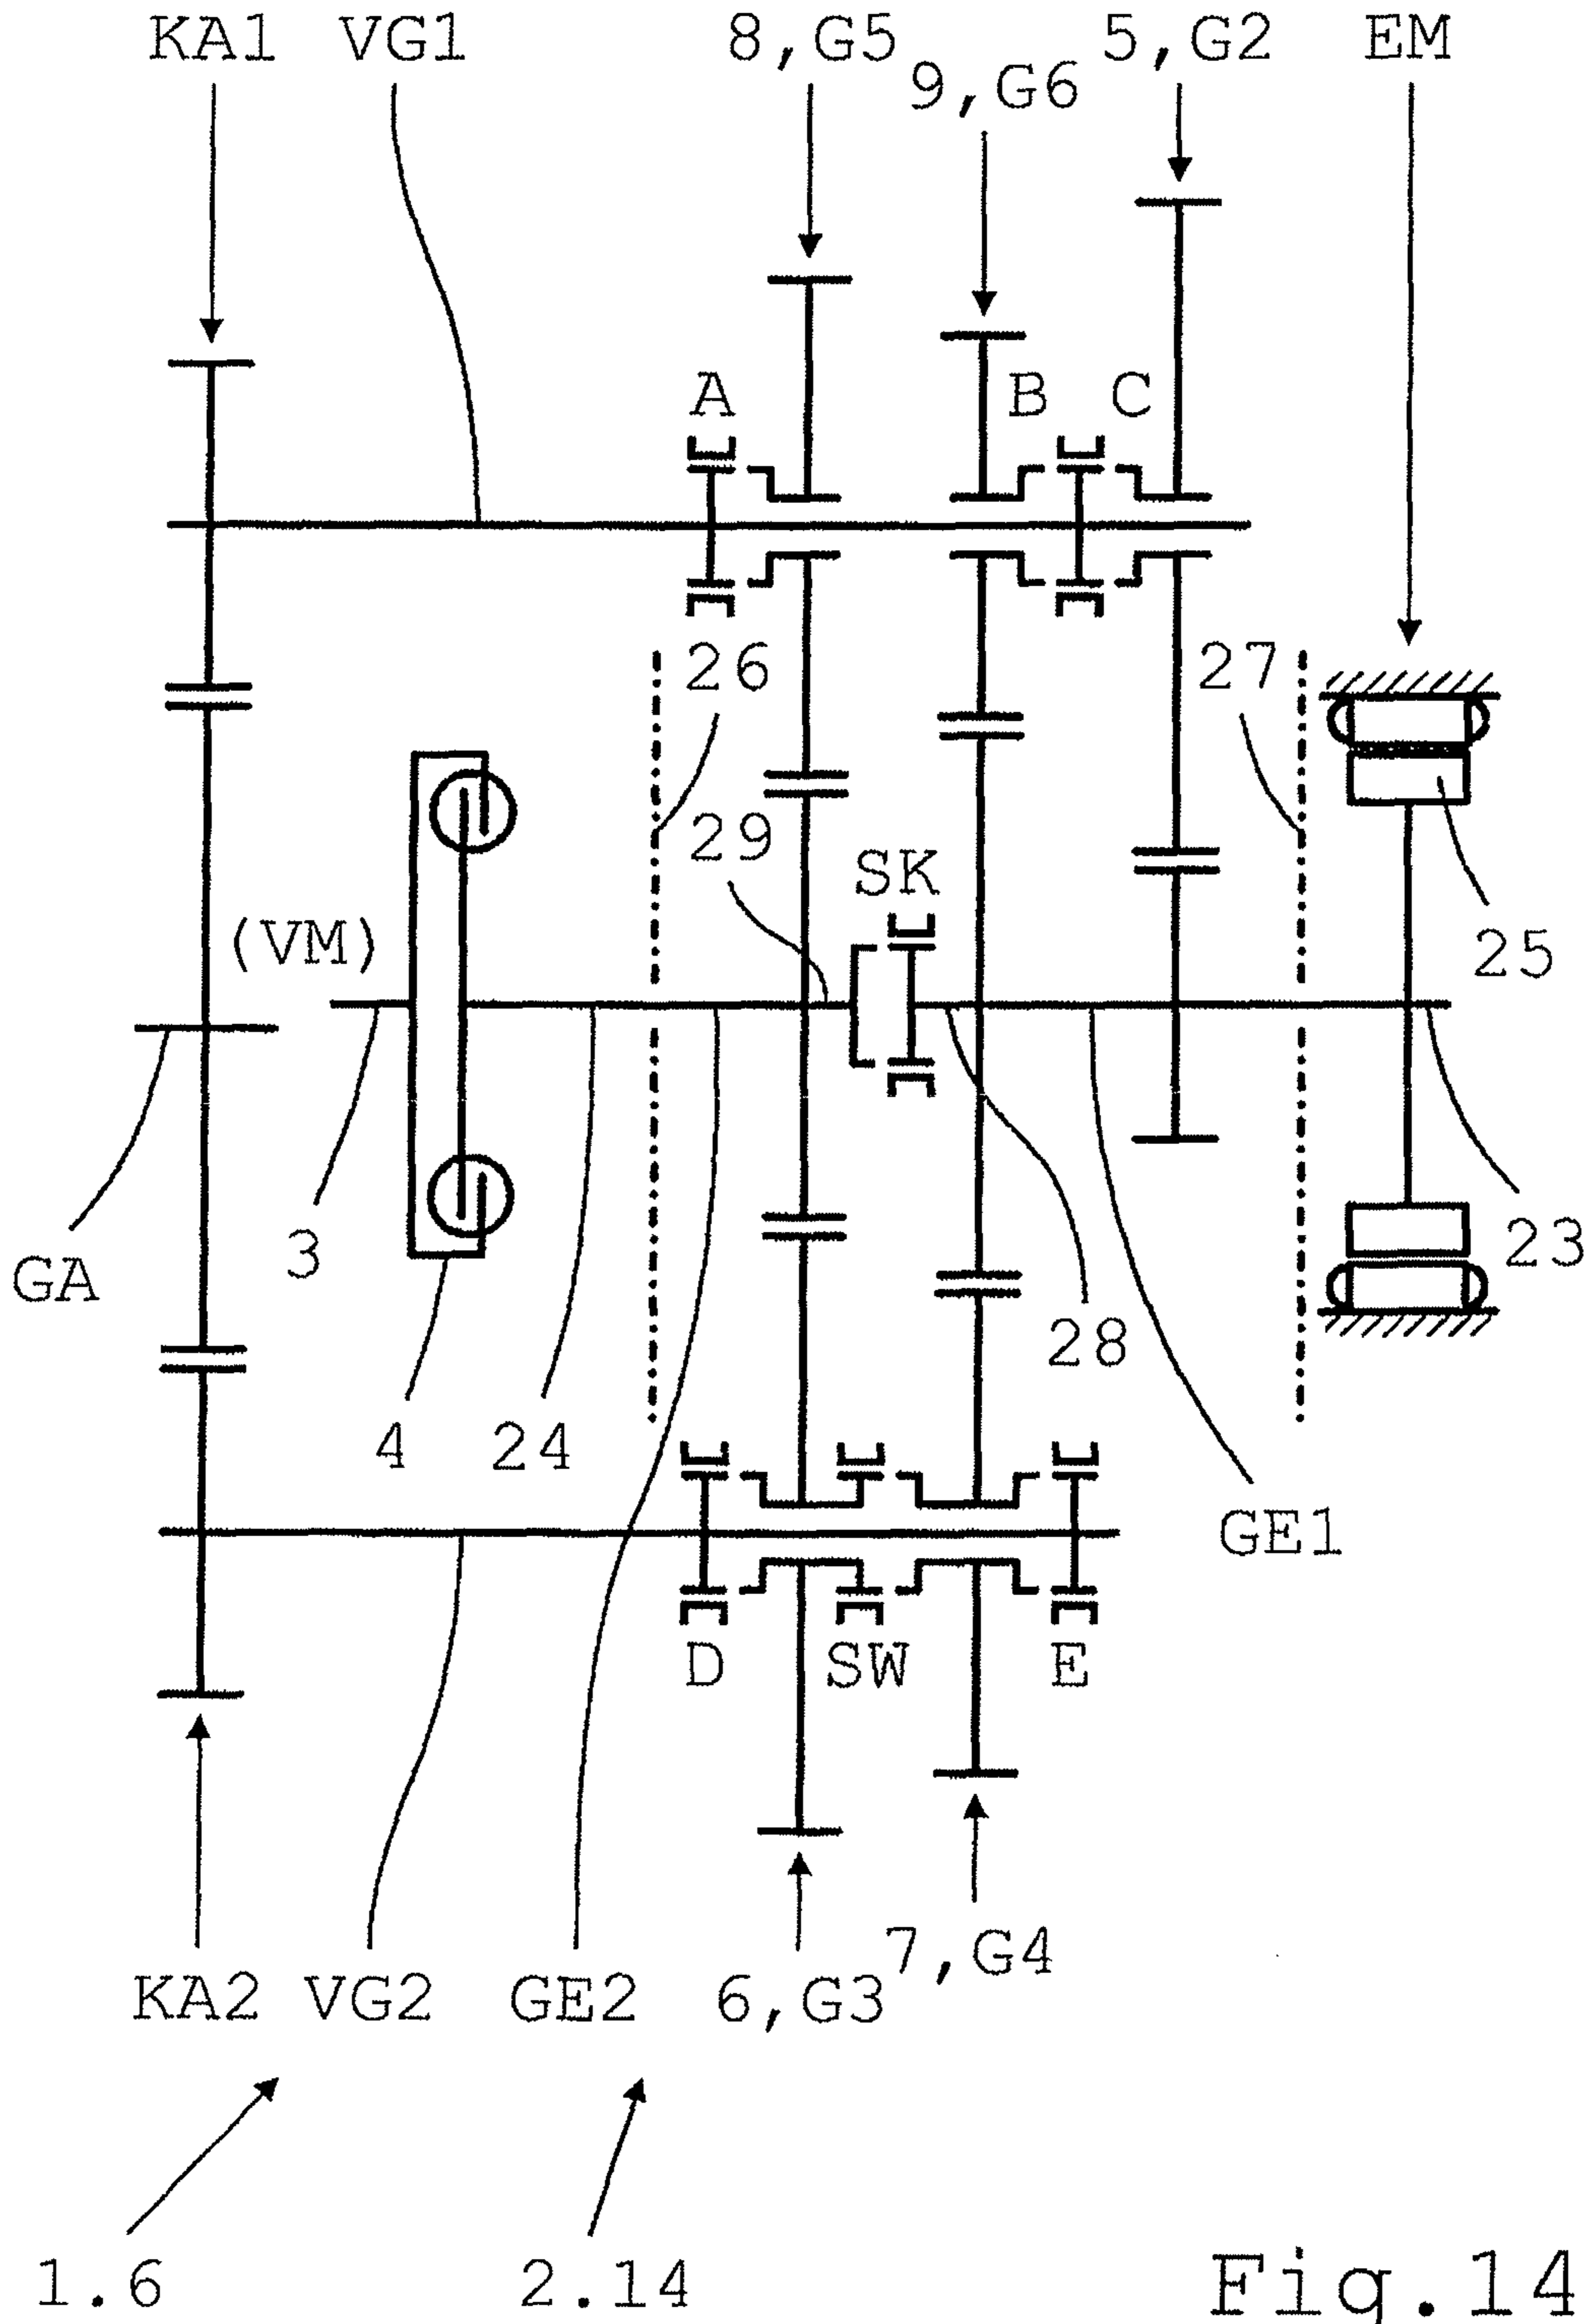 KA1 VG1 8,G5 5,G2 EM
9,G6
A B C
26 27
29
SK
(VM) 25
3 GA 23
28
4 24
GE1
D SW E
7,G4
KA2 VG2 GE2 6,G3
1.6 2.14 Fig.14